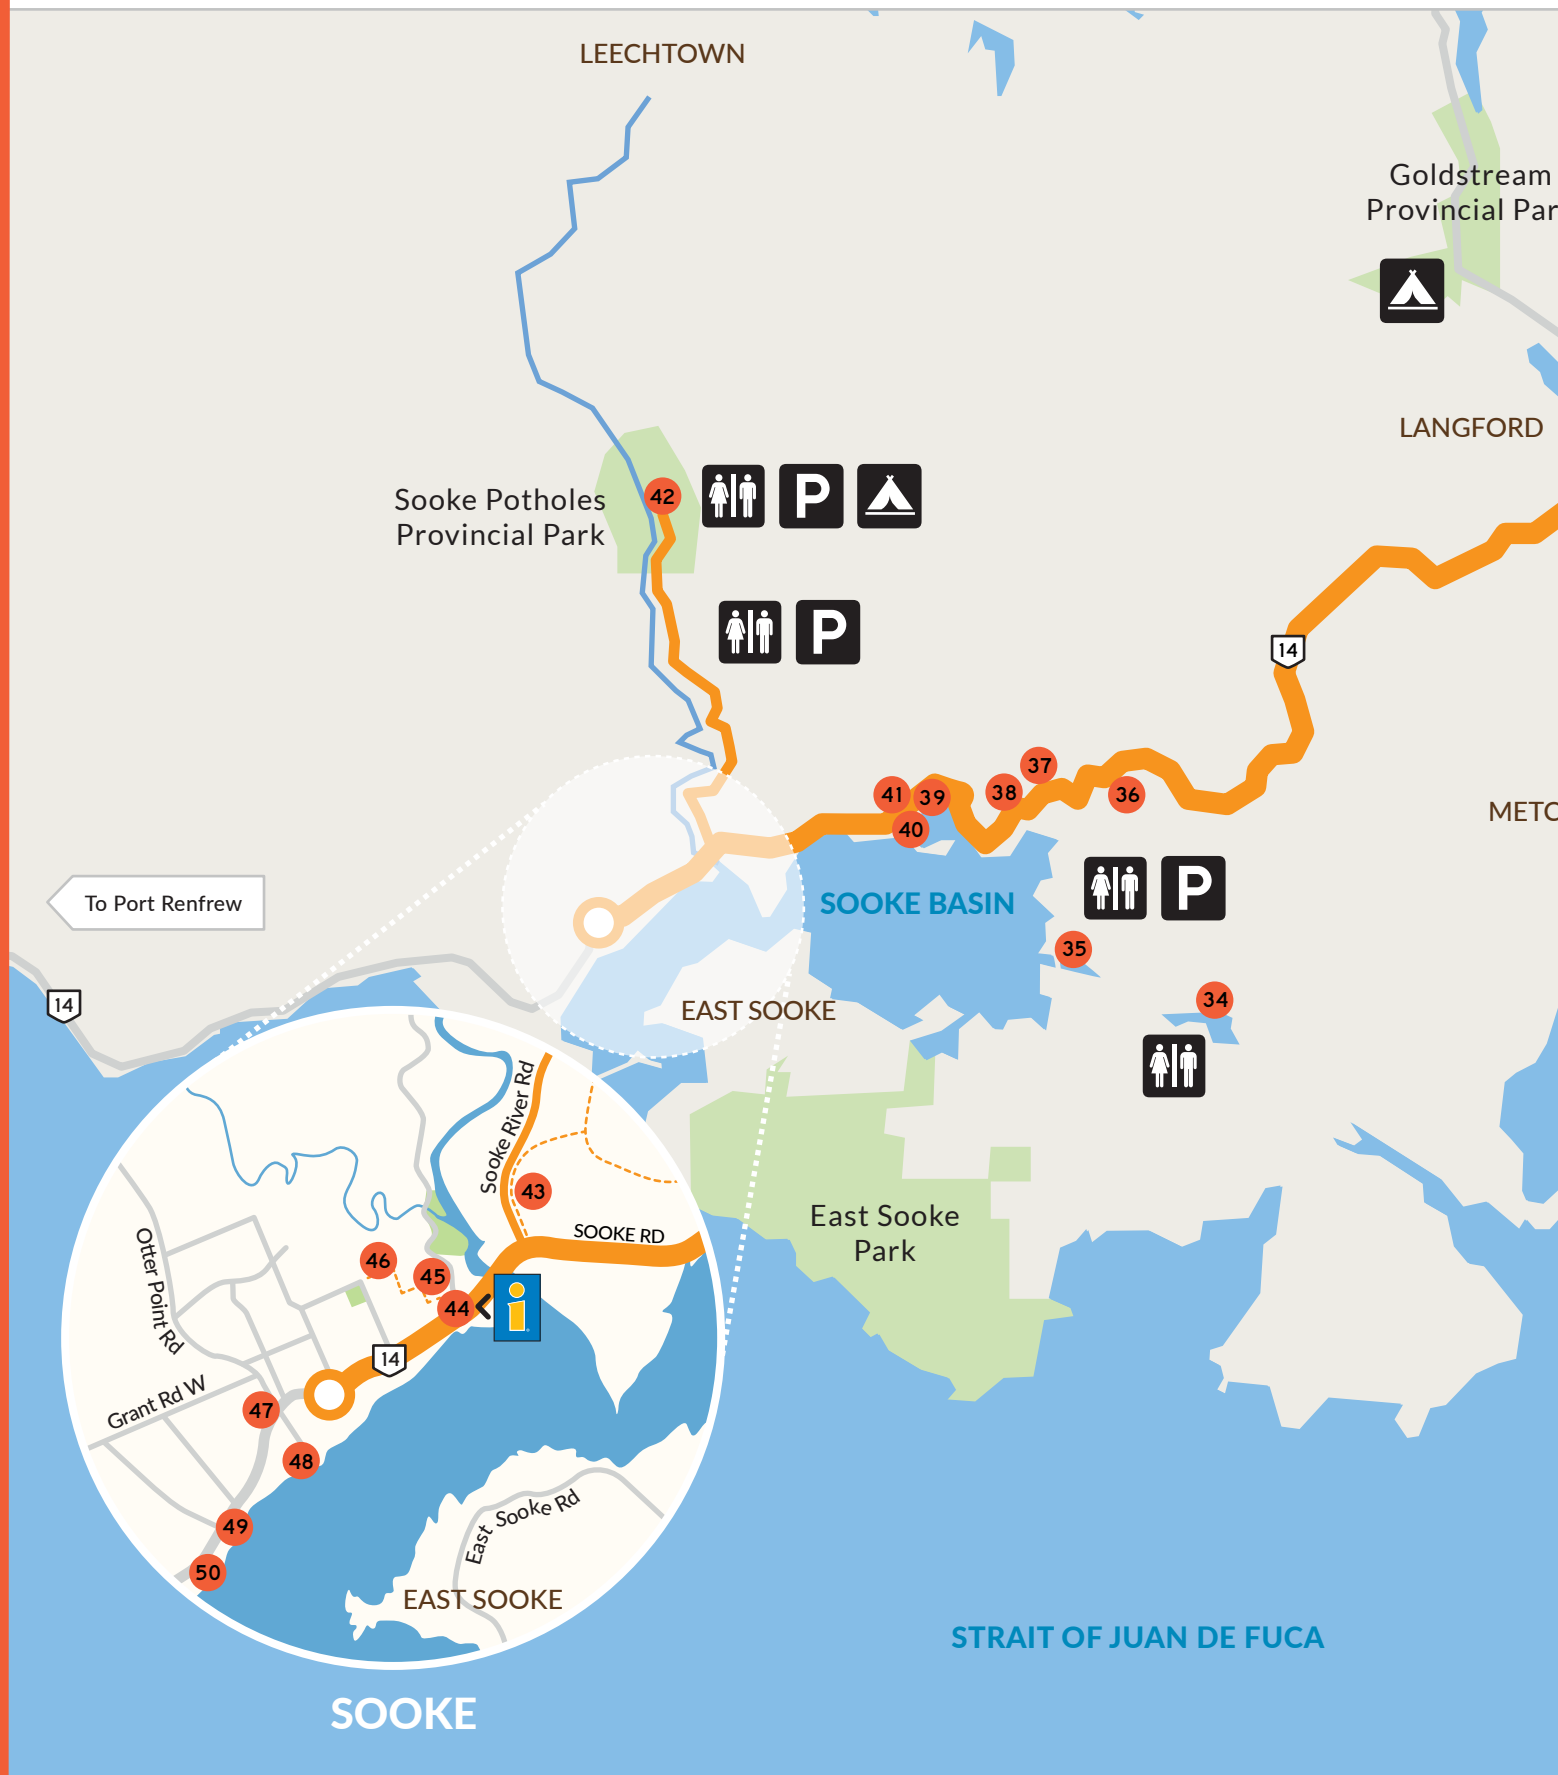 LEECHTOWN
Goldstream
Provincial Par
LANGFORD
Sooke Potholes
Provincial Park
42
P
P
14
37
41
39
38
36
40
METC
SOOKE BASIN
P
To Port Renfrew
35
14
34
EAST SOOKE
East Sooke
Park
Sooke River Rd
43
SOOKE RD
Otter Point Rd
46
45
44
i
14
Grant Rd W
47
48
49
50
East Sooke Rd
EAST SOOKE
STRAIT OF JUAN DE FUCA
SOOKE